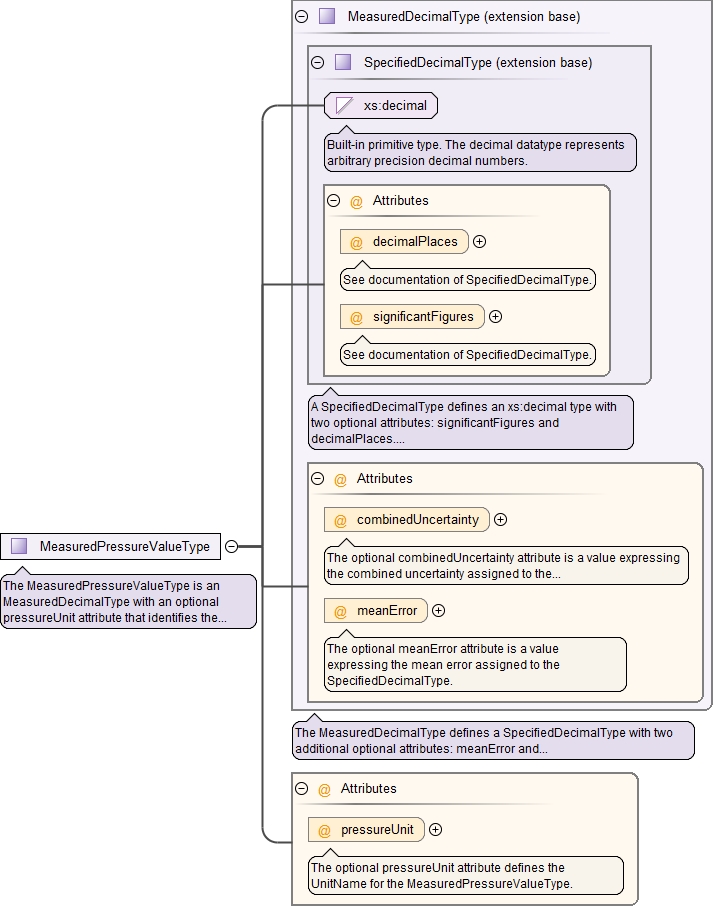 MeasuredDecimalType (extension base)
SpecifiedDecimalType (extension base)
xs:decimal
Built-in primitive type. The decimal datatype represents
arbitrary precision decimal numbers.
@ Attributes
@ decimalPlaces
See documentation of SpecifiedDecimalType.
@ significantFigures
See documentation of SpecifiedDecimalType.
A SpecifiedDecimalType defines an xs:decimal type with
two optional attributes: significantFigures and
decimalPlaces....
@ Attributes
@ combinedUncertainty
The optional combinedUncertainty attribute is a value expressing
the combined uncertainty assigned to the...
@ meanError
The optional meanError attribute is a value
expressing the mean error assigned to the
SpecifiedDecimalType.
MeasuredPressureValueType
The MeasuredPressureValueType is an
MeasuredDecimalType with an optional
pressureUnit attribute that identifies the...
The MeasuredDecimalType defines a SpecifiedDecimalType with two
additional optional attributes: meanError and...
@ Attributes
@ pressureUnit
The optional pressureUnit attribute defines the
UnitName for the MeasuredPressureValueType.